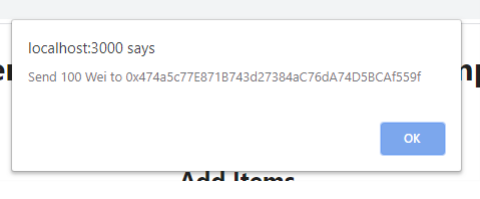 localhost:3000 says
Send 100 Wei to 0x474a5c77E871B743d27384aC76dA74D5BCAf559f
OK
Add Items